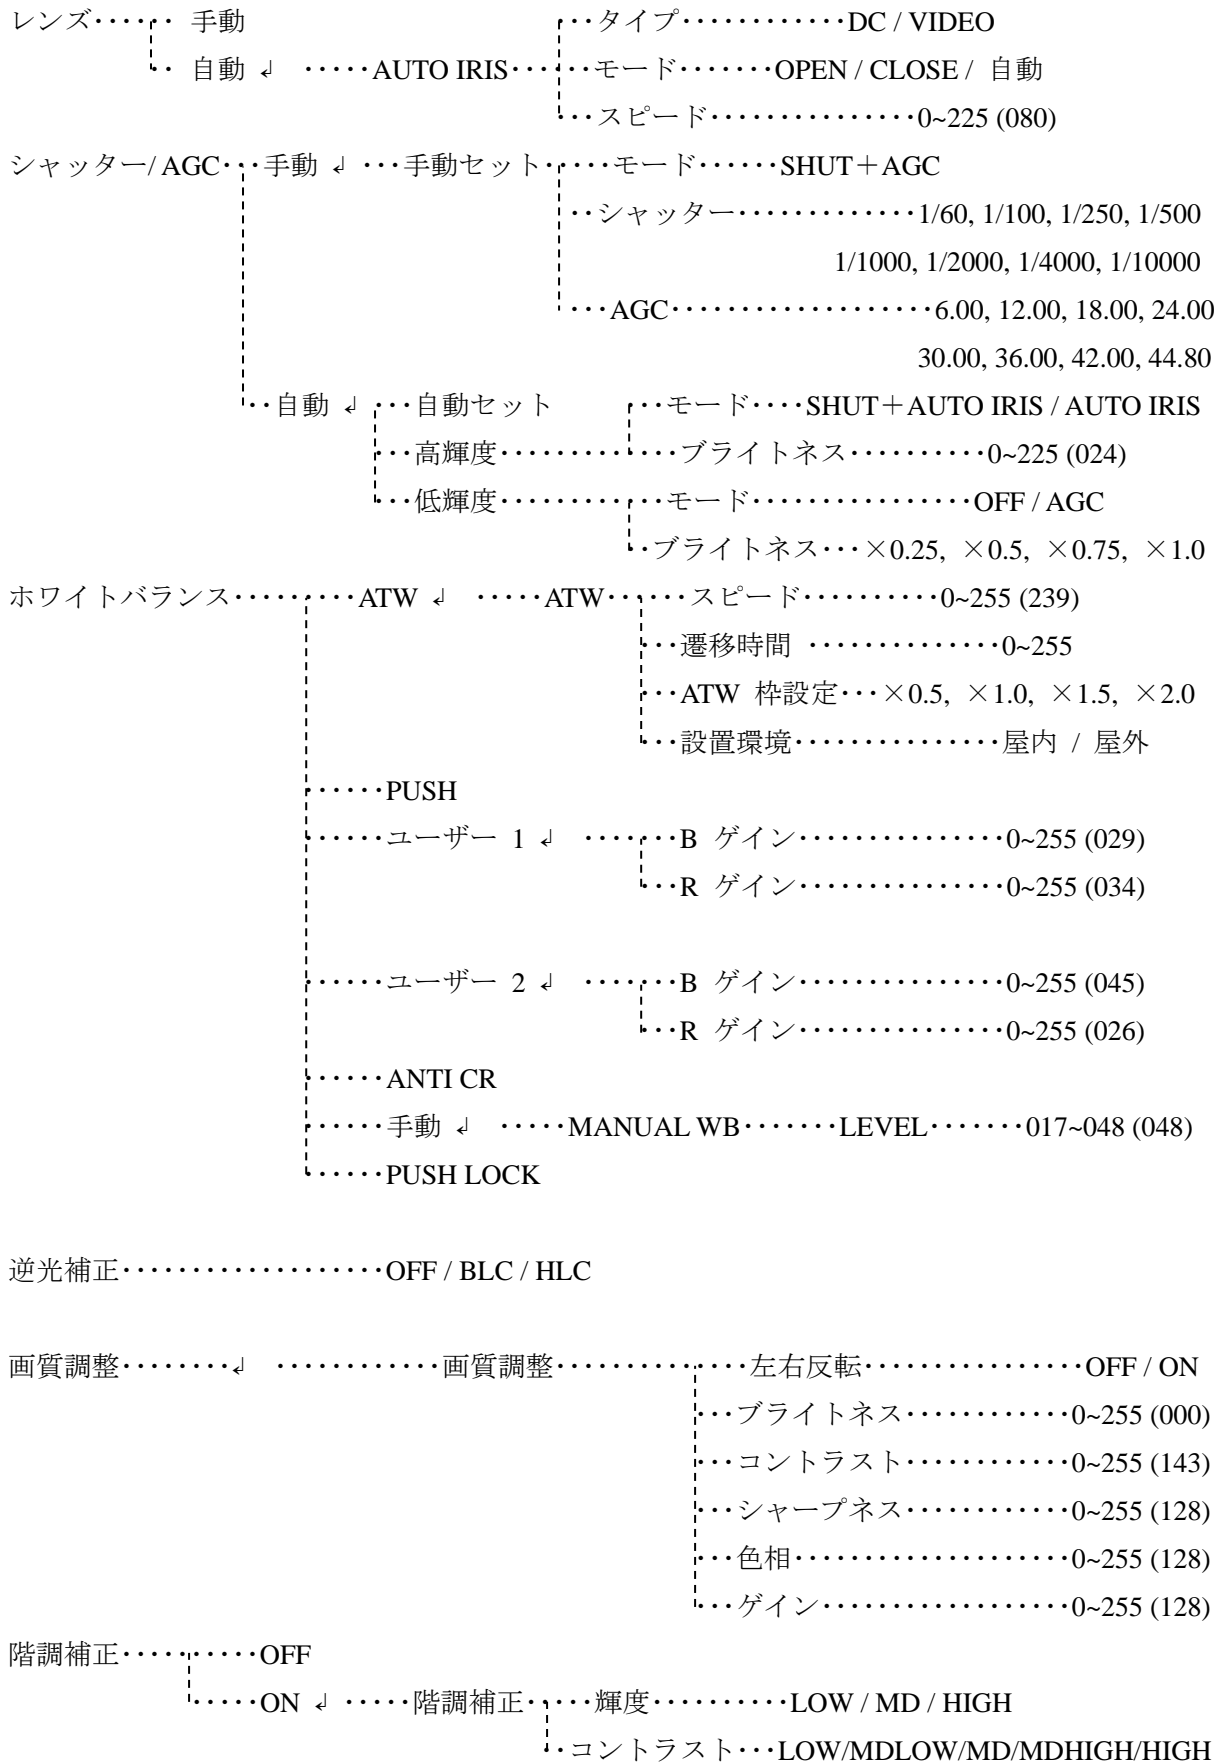 レンズ・・・・・・ 手動 ・・・タイプ・・・・・・・・・・・・DC / VIDEO
・・ 自動 ↲ ・・・・・AUTO IRIS・・・・・・モード・・・・・・・OPEN / CLOSE / 自動
・・・スピード・・・・・・・・・・・・・・・0~225 (080)
シャッター/ AGC・・・手動 ↲ ・・・手動セット・・・・・モード・・・・・・SHUT＋AGC
・・シャッター・・・・・・・・・・・・・1/60, 1/100, 1/250, 1/500
1/1000, 1/2000, 1/4000, 1/10000
・・・AGC・・・・・・・・・・・・・・・・・・・6.00, 12.00, 18.00, 24.00
30.00, 36.00, 42.00, 44.80
・・自動 ↲ ・・・自動セット ・・・モード・・・・SHUT＋AUTO IRIS / AUTO IRIS
・・・高輝度・・・・・・・・・・・・・ブライトネス・・・・・・・・・・0~225 (024)
・・・低輝度・・・・・・・・・・・・モード・・・・・・・・・・・・・・・・OFF / AGC
・・ブライトネス・・・×0.25, ×0.5, ×0.75, ×1.0
ホワイトバランス・・・・・・・・・ATW ↲ ・・・・・ATW・・・・・・スピード・・・・・・・・・・0~255 (239)
・・・遷移時間 ・・・・・・・・・・・・・・0~255
・・・ATW 枠設定・・・×0.5, ×1.0, ×1.5, ×2.0
・・・設置環境・・・・・・・・・・・・・・・屋内 / 屋外
・・・・・・PUSH
・・・・・・ユーザー 1 ↲ ・・・・・・・B ゲイン・・・・・・・・・・・・・・・0~255 (029)
・・・R ゲイン・・・・・・・・・・・・・・・0~255 (034)
・・・・・・ユーザー 2 ↲ ・・・・・・・B ゲイン・・・・・・・・・・・・・・・0~255 (045)
・・・R ゲイン・・・・・・・・・・・・・・・0~255 (026)
・・・・・・ANTI CR
・・・・・・手動 ↲ ・・・・・MANUAL WB・・・・・・・LEVEL・・・・・・・017~048 (048)
・・・・・・PUSH LOCK
逆光補正・・・・・・・・・・・・・・・・・・・OFF / BLC / HLC
画質調整・・・・・・・・↲ ・・・・・・・・・・・・画質調整・・・・・・・・・・・・・・左右反転・・・・・・・・・・・・・・・・OFF / ON
・・・ブライトネス・・・・・・・・・・・・0~255 (000)
・・・コントラスト・・・・・・・・・・・・0~255 (143)
・・・シャープネス・・・・・・・・・・・・0~255 (128)
・・・色相・・・・・・・・・・・・・・・・・・・・0~255 (128)
・・・ゲイン・・・・・・・・・・・・・・・・・・0~255 (128)
階調補正・・・・・・・・・・OFF
・・・・・ON ↲ ・・・・・階調補正・・・・・輝度・・・・・・・・・・LOW / MD / HIGH
・・コントラスト・・・LOW/MDLOW/MD/MDHIGH/HIGH